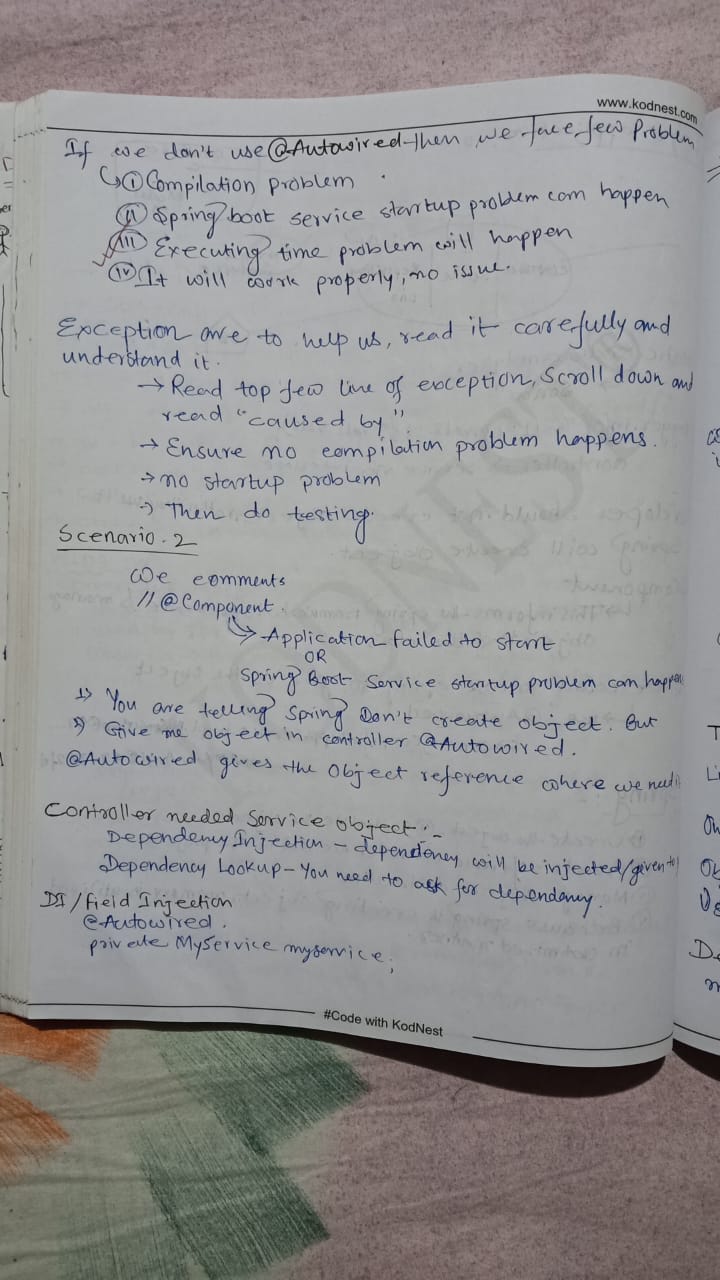 www.kodnest.com
If we don't use @Autowired then we face few Problem
↳ ① Compilation problem
(ii) Spring boot service startup problem com happen
(iii) Executing time problem will happen
(iv) It will work properly, no issue.
Exception are to help us, read it carefully and
understand it.
→ Read top few line of exception, Scroll down and
read "caused by"
→ Ensure no compilation problem happens.
→ no startup problem
→ Then do testing.
Scenario.2
We comments
// @Component.
↳ Application failed to start
OR
Spring Boot Service startup problem can happen
1) You are telling Spring Don't create object. But
Give me object in controller @Autowired.
@Autowired gives the object reference where we need
Controller needed Service object:-
Dependency Injection - dependency will be injected/given to
Dependency Lookup - You need to ask for dependancy.
DI/Field Injection
@Autowired.
private MyService myservice;
#Code with KodNest